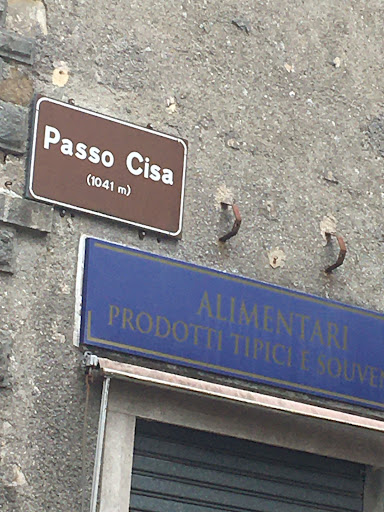 Passo Cisa
(1041 m)
ALIMENTARI
PRODOTTI TIPICI E